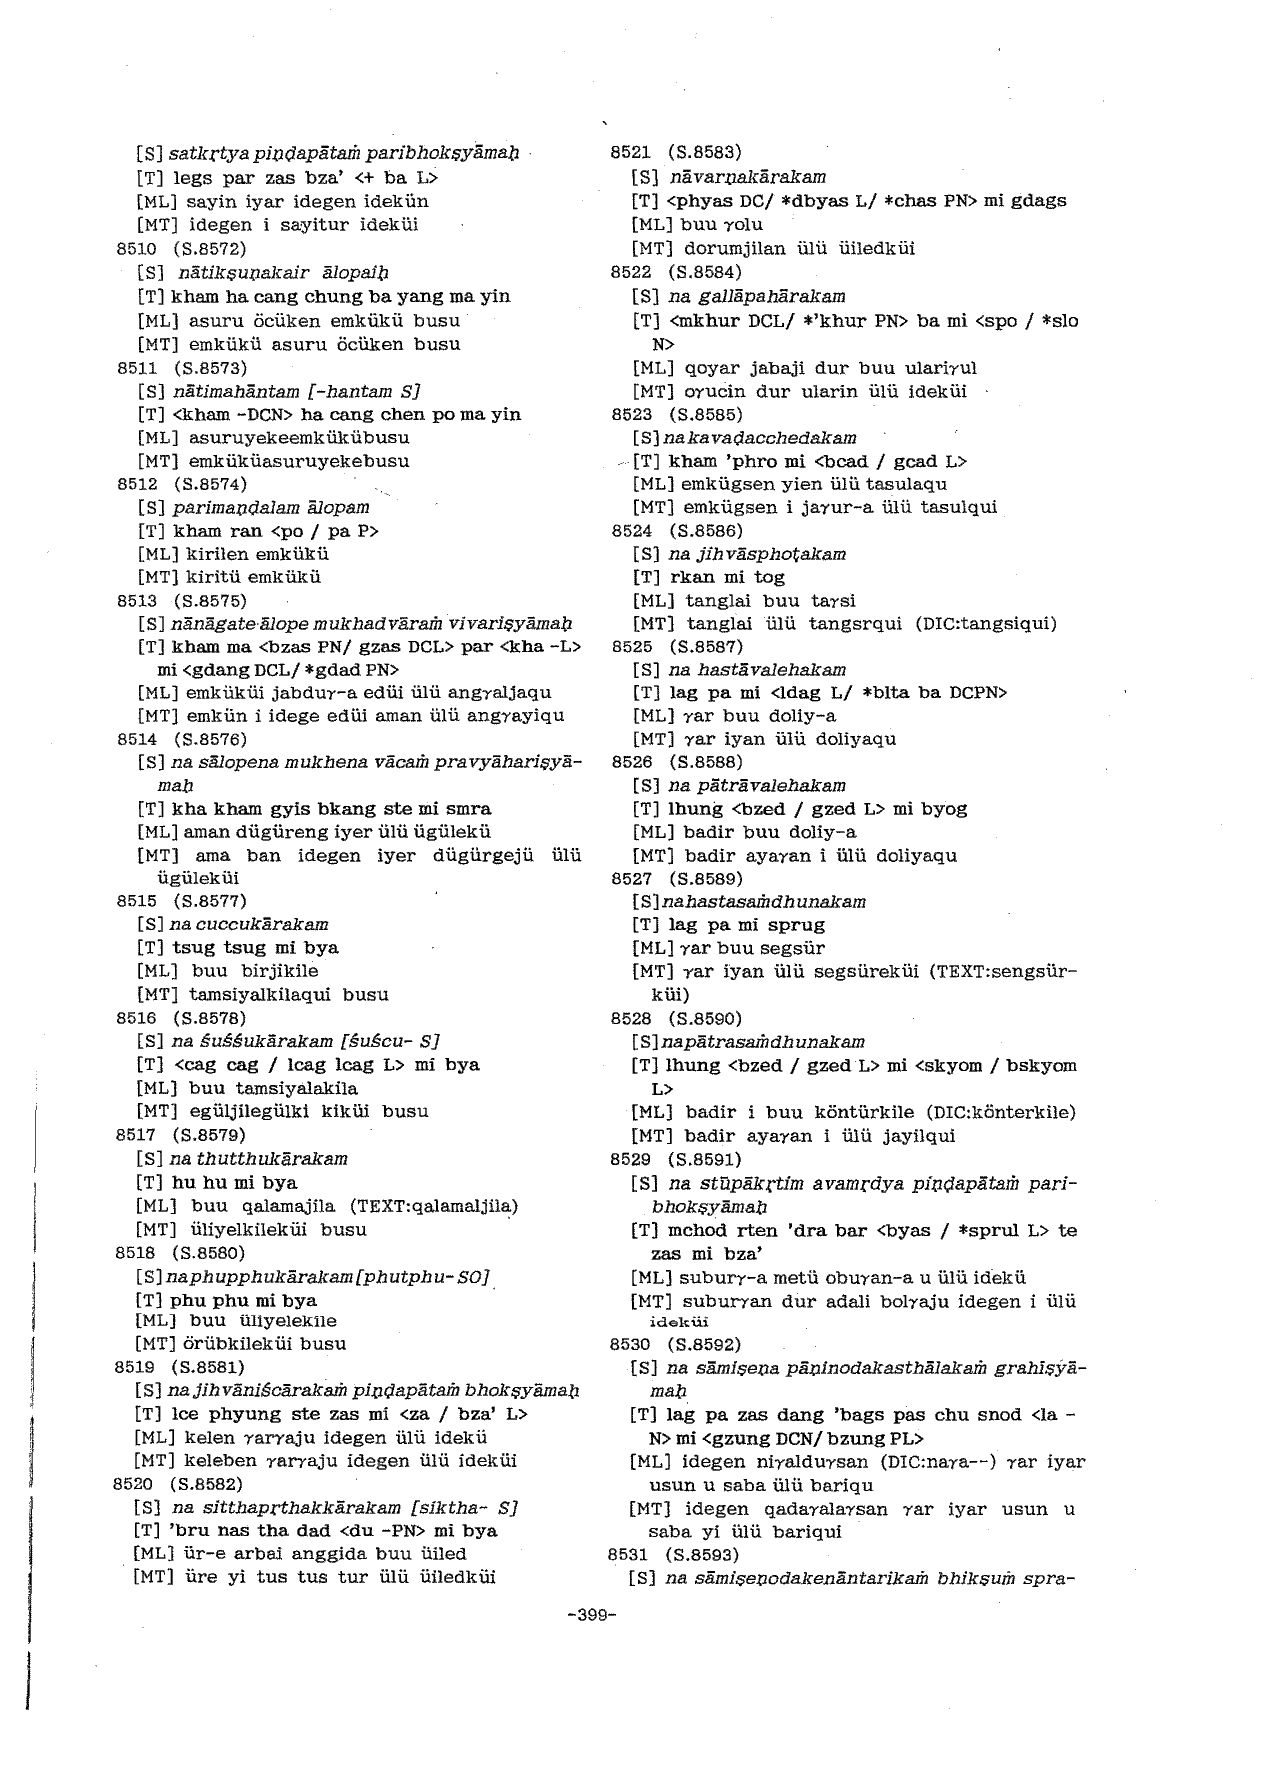 [S] satkṛtya piṇḍapātaṁ paribhokṣyāmaḥ
[T] legs par zas bza' <+ ba L>
[ML] sayin iyar idegen idekün
[MT] idegen i sayitur ideküi
8510 (S.8572)
[S] nātikṣuṇakair ālopaiḥ
[T] kham ha cang chung ba yang ma yin
[ML] asuru öcüken emkükü busu
[MT] emkükü asuru öcüken busu
8511 (S.8573)
[S] nātimahāntam [-hantam S]
[T] <kham -DCN> ha cang chen po ma yin
[ML] asuruyekeemkükübusu
[MT] emküküasuruyekebusu
8512 (S.8574)
[S] parimaṇḍalam ālopam
[T] kham ran <po / pa P>
[ML] kirilen emkükü
[MT] kiritü emkükü
8513 (S.8575)
[S] nānāgate ālope mukhadvāraṁ vivariṣyāmaḥ
[T] kham ma <bzas PN/ gzas DCL> par <kha -L>
mi <gdang DCL/ *gdad PN>
[ML] emküküi jabduγ-a edüi ülü angγaljaqu
[MT] emkün i idege edüi aman ülü angγayiqu
8514 (S.8576)
[S] na sālopena mukhena vācaṁ pravyāhariṣyā-
maḥ
[T] kha kham gyis bkang ste mi smra
[ML] aman dügüreng iyer ülü ügülekü
[MT] ama ban idegen iyer dügürgejü ülü
ügüleküi
8515 (S.8577)
[S] na cuccukārakam
[T] tsug tsug mi bya
[ML] buu birjikile
[MT] tamsiyalkilaqui busu
8516 (S.8578)
[S] na śuśśukārakam [śuścu- S]
[T] <cag cag / lcag lcag L> mi bya
[ML] buu tamsiyalakila
[MT] egüljilegülki kiküi busu
8517 (S.8579)
[S] na thutthukārakam
[T] hu hu mi bya
[ML] buu qalamajila (TEXT:qalamaljila)
[MT] üliyelkileküi busu
8518 (S.8580)
[S] na phupphukārakam [phutphu- SO]
[T] phu phu mi bya
[ML] buu üliyelekile
[MT] örübkileküi busu
8519 (S.8581)
[S] na jihvāniścārakaṁ piṇḍapātaṁ bhokṣyāmaḥ
[T] lce phyung ste zas mi <za / bza' L>
[ML] kelen γarγaju idegen ülü idekü
[MT] keleben γarγaju idegen ülü ideküi
8520 (S.8582)
[S] na sitthapṛthakkārakam [siktha- S]
[T] 'bru nas tha dad <du -PN> mi bya
[ML] ür-e arbai anggida buu üiled
[MT] üre yi tus tus tur ülü üiledküi
8521 (S.8583)
[S] nāvarṇakārakam
[T] <phyas DC/ *dbyas L/ *chas PN> mi gdags
[ML] buu γolu
[MT] dorumjilan ülü üiledküi
8522 (S.8584)
[S] na gallāpahārakam
[T] <mkhur DCL/ *'khur PN> ba mi <spo / *slo
N>
[ML] qoyar jabaji dur buu ulariγul
[MT] oγucin dur ularin ülü ideküi
8523 (S.8585)
[S] na kavaḍacchedakam
[T] kham 'phro mi <bcad / gcad L>
[ML] emkügsen yien ülü tasulaqu
[MT] emkügsen i jaγur-a ülü tasulqui
8524 (S.8586)
[S] na jihvāsphoṭakam
[T] rkan mi tog
[ML] tanglai buu taγsi
[MT] tanglai ülü tangsrqui (DIC:tangsiqui)
8525 (S.8587)
[S] na hastāvalehakam
[T] lag pa mi <ldag L/ *blta ba DCPN>
[ML] γar buu doliy-a
[MT] γar iyan ülü doliyaqu
8526 (S.8588)
[S] na pātrāvalehakam
[T] lhung <bzed / gzed L> mi byog
[ML] badir buu doliy-a
[MT] badir ayaγan i ülü doliyaqu
8527 (S.8589)
[S] na hastasaṁdhunakam
[T] lag pa mi sprug
[ML] γar buu segsür
[MT] γar iyan ülü segsüreküi (TEXT:sengsür-
küi)
8528 (S.8590)
[S] na pātrasaṁdhunakam
[T] lhung <bzed / gzed L> mi <skyom / bskyom
L>
[ML] badir i buu köntürkile (DIC:könterkile)
[MT] badir ayaγan i ülü jayilqui
8529 (S.8591)
[S] na stūpākṛtim avamṛdya piṇḍapātaṁ pari-
bhokṣyāmaḥ
[T] mchod rten 'dra bar <byas / *sprul L> te
zas mi bza'
[ML] suburγ-a metü obuγan-a u ülü idekü
[MT] suburγan dur adali bolγaju idegen i ülü
ideküi
8530 (S.8592)
[S] na sāmiṣeṇa pāṇinodakasthālakaṁ grahīṣyā-
maḥ
[T] lag pa zas dang 'bags pas chu snod <la -
N> mi <gzung DCN/ bzung PL>
[ML] idegen niγalduγsan (DIC:naγa--) γar iyar
usun u saba ülü bariqu
[MT] idegen qadaγalaγsan γar iyar usun u
saba yi ülü bariqui
8531 (S.8593)
[S] na sāmiṣeṇodakenāntarikaṁ bhikṣuṁ spra-
-399-